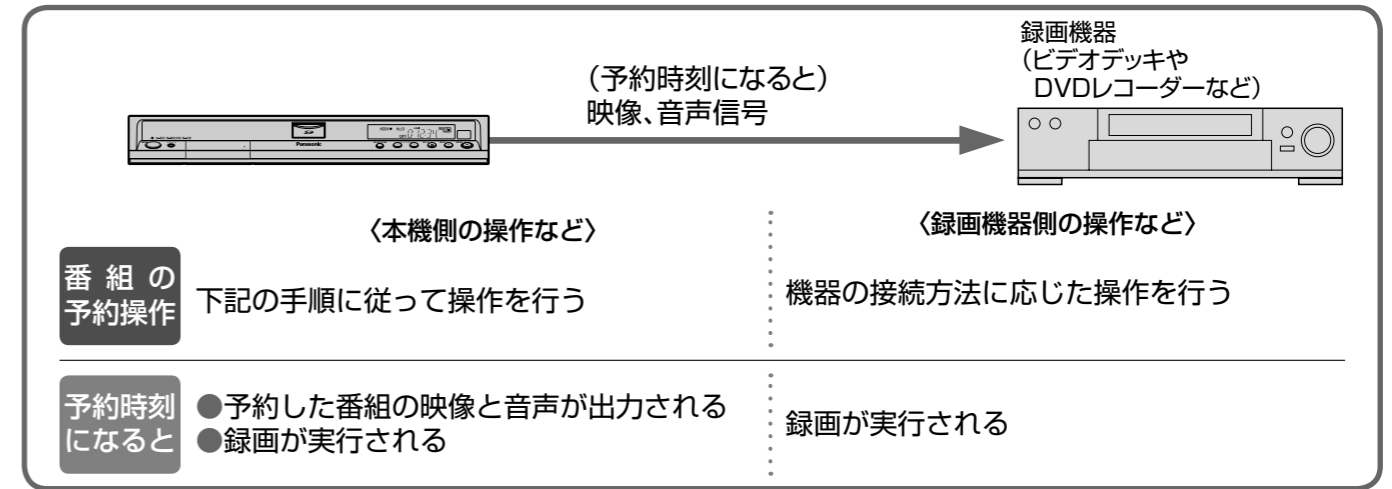 録画機器
（ビデオデッキや
DVDレコーダーなど）
（予約時刻になると）
映像、音声信号
Panasonic
〈本機側の操作など〉
〈録画機器側の操作など〉
番組の
予約操作
下記の手順に従って操作を行う
機器の接続方法に応じた操作を行う
予約時刻
になると
●予約した番組の映像と音声が出力される
●録画が実行される
録画が実行される